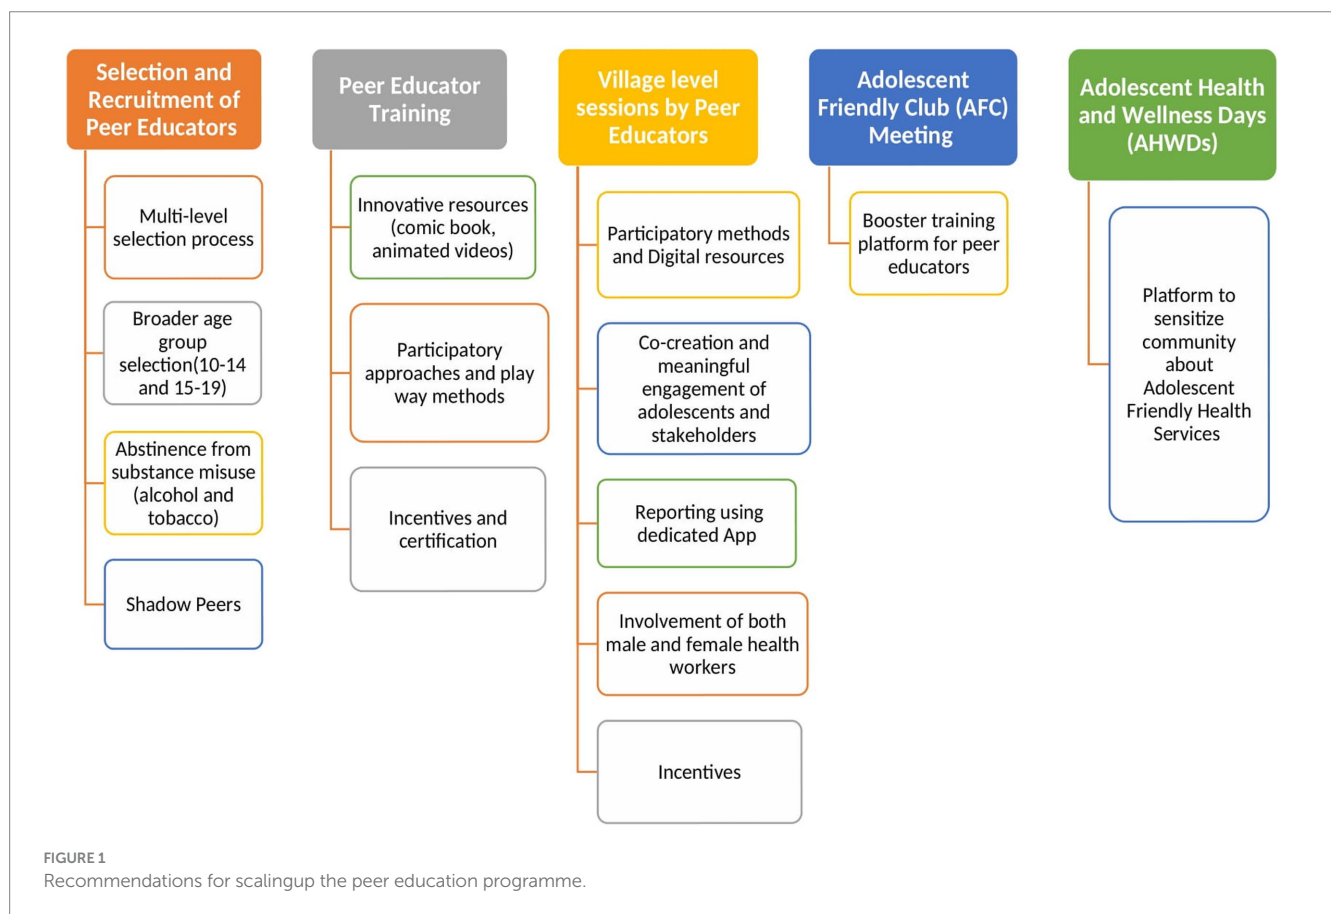 Selection and
Recruitment of
Peer Educators
Multi-level
selection process
Broader age
group
selection(10-14
and 15-19)
Abstinence from
substance misuse
(alcohol and
tobacco)
Shadow Peers
Peer Educator
Training
Innovative resources
(comic book,
animated videos)
Participatory
approaches and play
way methods
Incentives and
certification
Village level
sessions by Peer
Educators
Participatory methods
and Digital resources
Co-creation and
meaningful
engagement of
adolescents and
stakeholders
Reporting using
dedicated App
Involvement of both
male and female health
workers
Incentives
Adolescent
Friendly Club (AFC)
Meeting
Booster training
platform for peer
educators
Adolescent Health
and Wellness Days
(AHWDs)
Platform to
sensitize
community
about
Adolescent
Friendly Health
Services
FIGURE 1
Recommendations for scalingup the peer education programme.